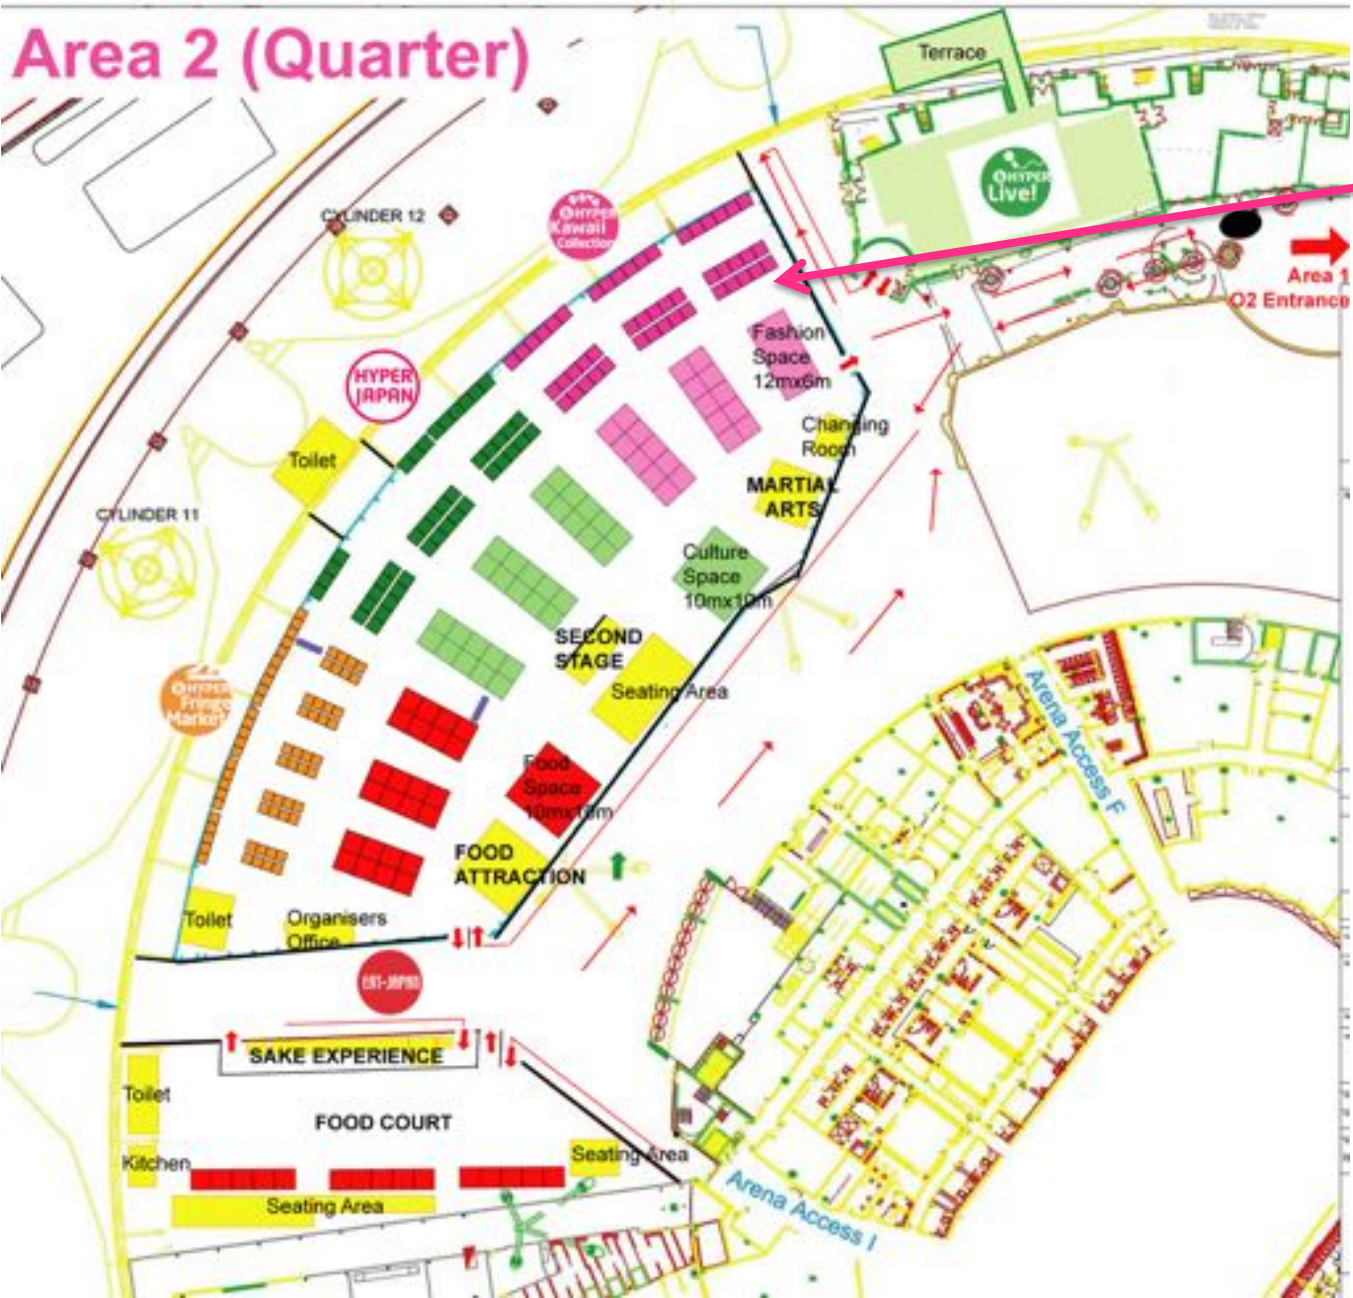 Area 2 (Quarter)
Terrace
HYPER
Live!
CYLINDER 12
HYPER
Kawaii
Collection
Area 1
O2 Entrance
Fashion
Space
12mx6m
HYPER
JAPAN
Changing
Room
Toilet
MARTIAL
ARTS
CYLINDER 11
Culture
Space
10mx10m
SECOND
STAGE
Seating Area
HYPER
Fringe
Market
Arena Access F
Food
Space
10mx10m
FOOD
ATTRACTION
Toilet
Organisers
Office
EAT-JAPAN
SAKE EXPERIENCE
Toilet
FOOD COURT
Kitchen
Seating Area
Seating Area
Arena Access I